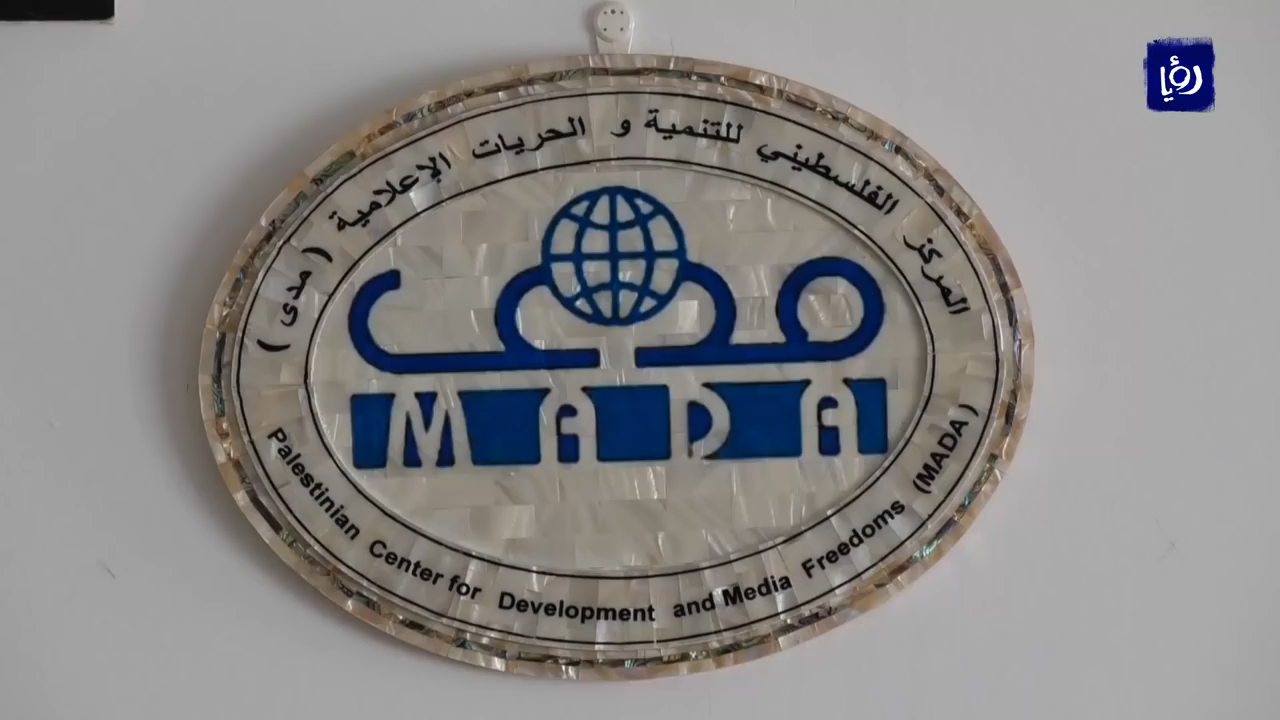 رؤيا
المركز الفلسطيني للتنمية و الحريات الإعلامية ( مدى )
مدى
MADA
Palestinian Center for Development and Media Freedoms (MADA)